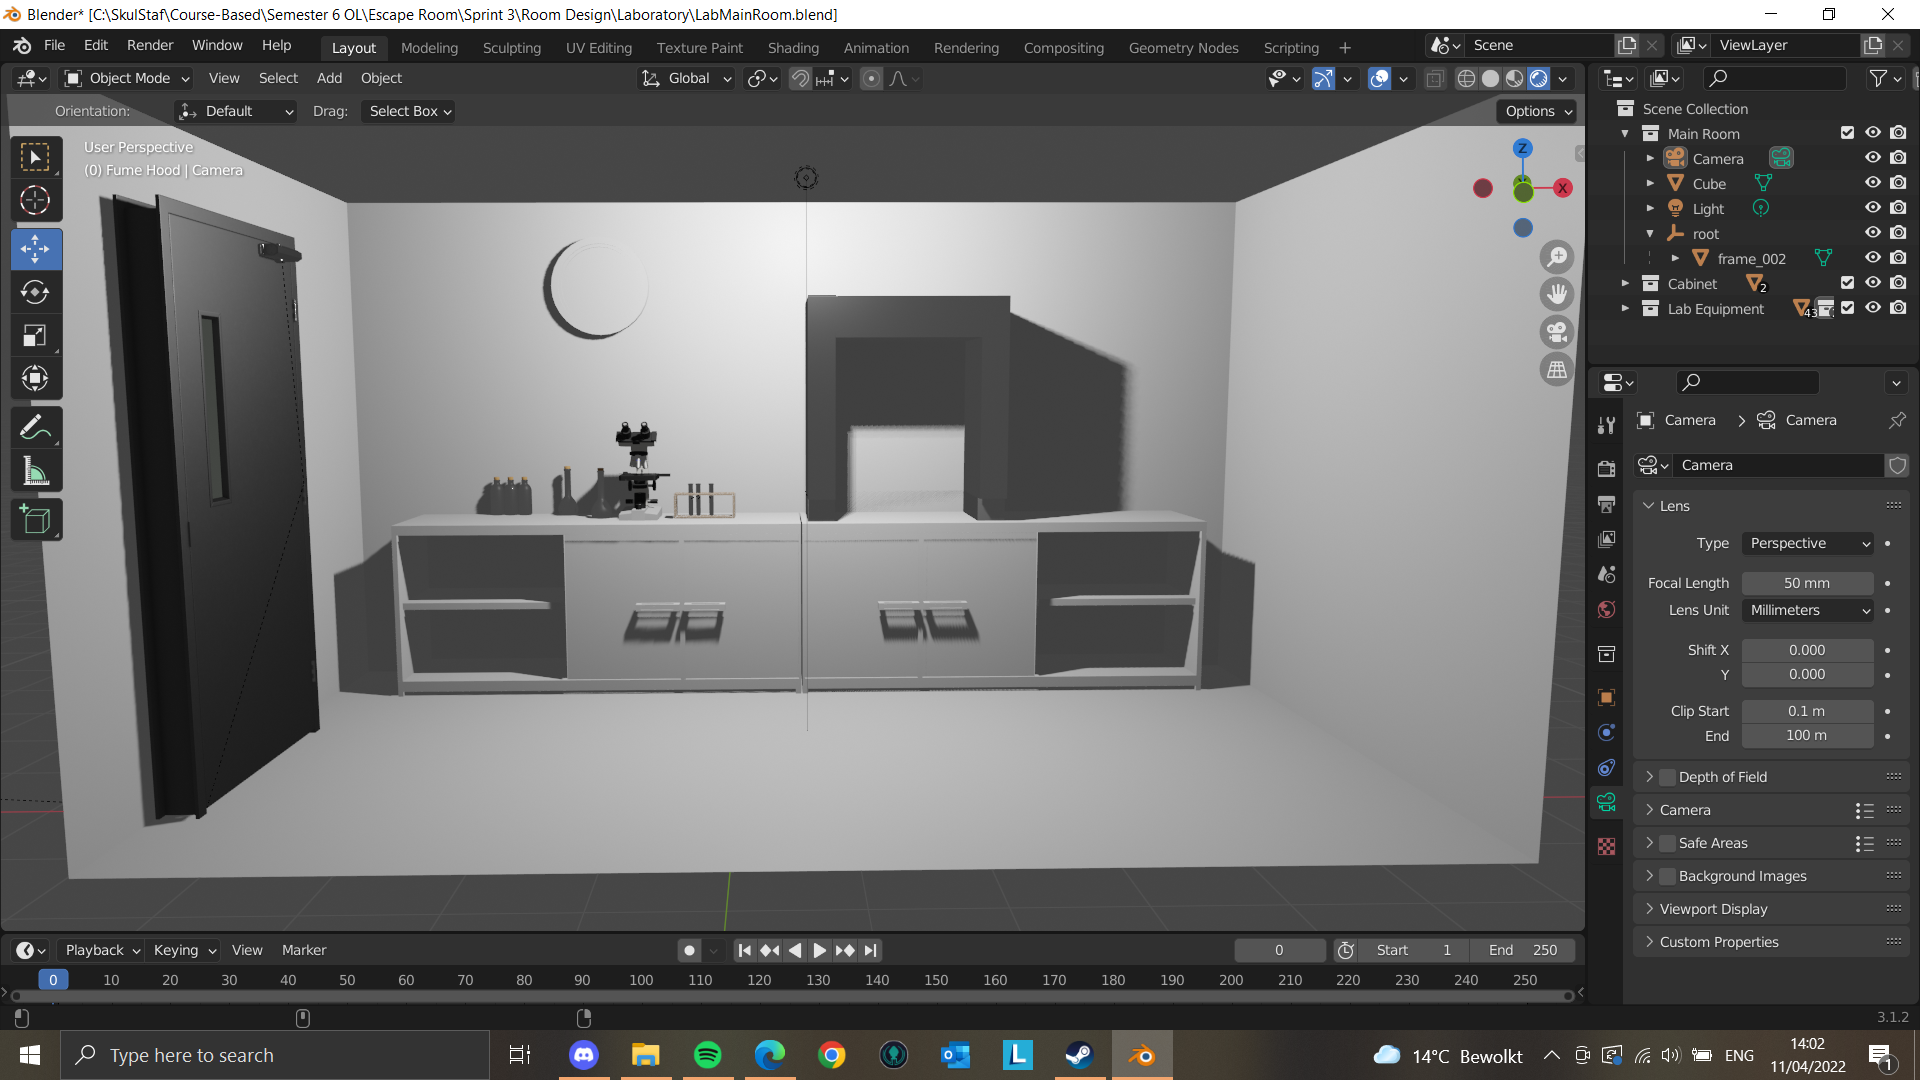 Blender* [C:\SkulStaf\Course-Based\Semester 6 OL\Escape Room\Sprint 3\Room Design\Laboratory\LabMainRoom.blend]
File Edit Render Window Help Layout Modeling Sculpting UV Editing Texture Paint Shading Animation Rendering Compositing Geometry Nodes Scripting + Scene ViewLayer
Object Mode View Select Add Object Global
Orientation: Default Drag: Select Box Options
User Perspective
(0) Fume Hood | Camera
Z
X
Scene Collection
Main Room
Camera
Cube
Light
root
frame_002
Cabinet 2
Lab Equipment 43
Camera > Camera
Camera
Lens
Type Perspective
Focal Length 50 mm
Lens Unit Millimeters
Shift X 0.000
Y 0.000
Clip Start 0.1 m
End 100 m
Depth of Field
Camera
Safe Areas
Background Images
Viewport Display
Custom Properties
Playback Keying View Marker 0 Start 1 End 250
0 10 20 30 40 50 60 70 80 90 100 110 120 130 140 150 160 170 180 190 200 210 220 230 240 250
3.1.2
Type here to search L 14°C Bewolkt ENG 14:02
11/04/2022 1